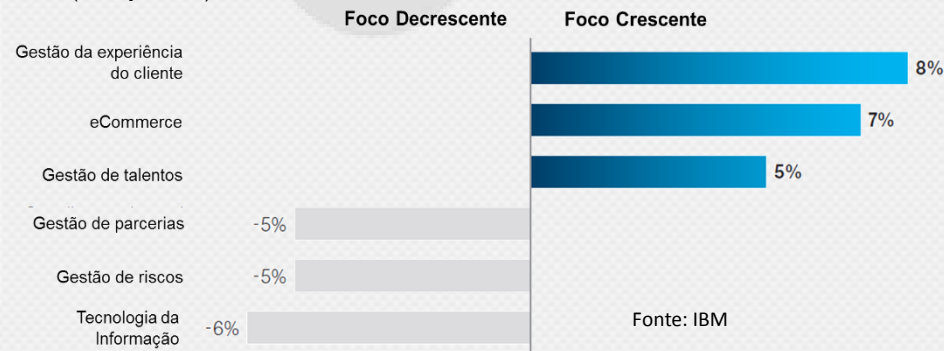 Foco Decrescente Foco Crescente
Gestão da experiência
do cliente
8%
eCommerce
7%
Gestão de talentos
5%
Gestão de parcerias
-5%
Gestão de riscos
-5%
Tecnologia da
Informação
-6%
Fonte: IBM